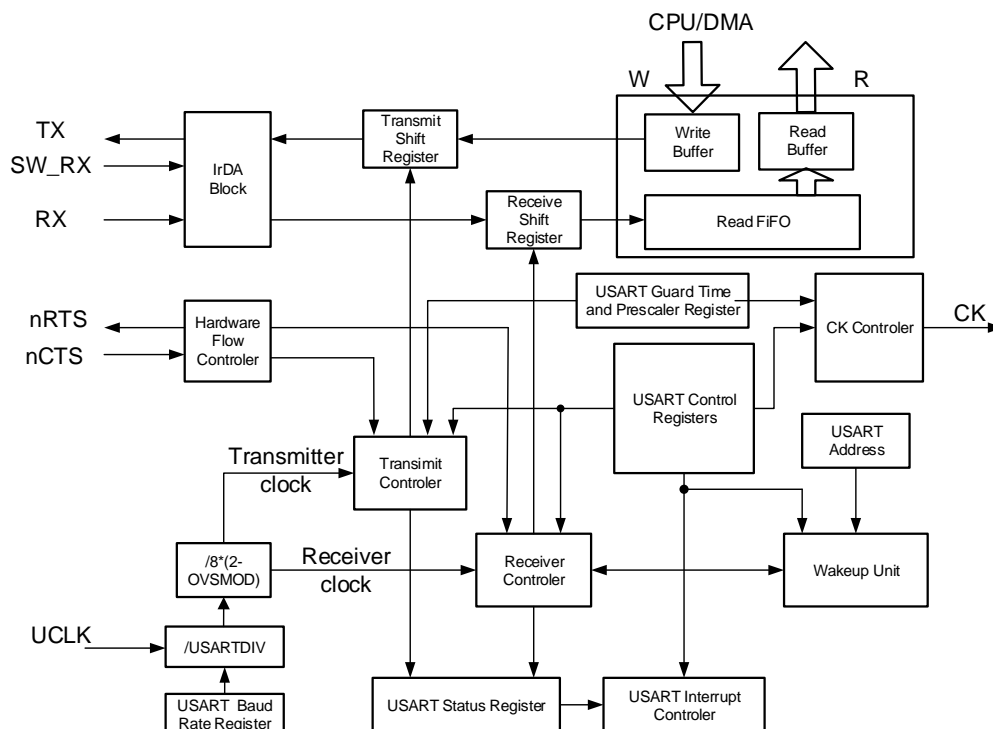 CPU/DMA
W
R
TX
SW_RX
RX
IrDA
Block
Transmit
Shift
Register
Write
Buffer
Read
Buffer
Receive
Shift
Register
Read FiFO
nRTS
nCTS
Hardware
Flow
Controler
USART Guard Time
and Prescaler Register
CK Controler
CK
USART Control
Registers
USART
Address
Transmitter
clock
Transimit
Controler
/8*(2-
OVSMOD)
Receiver
clock
Receiver
Controler
Wakeup Unit
UCLK
/USARTDIV
USART Baud
Rate Register
USART Status Register
USART Interrupt
Controler